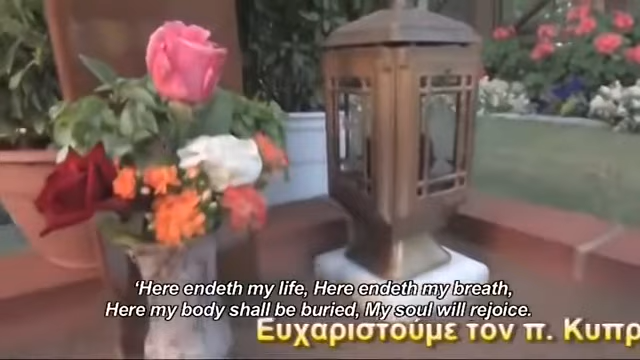 ‘Here endeth my life, Here endeth my breath,
Here my body shall be buried, My soul will rejoice.
Ευχαριστούμε τον π. Κυπρ